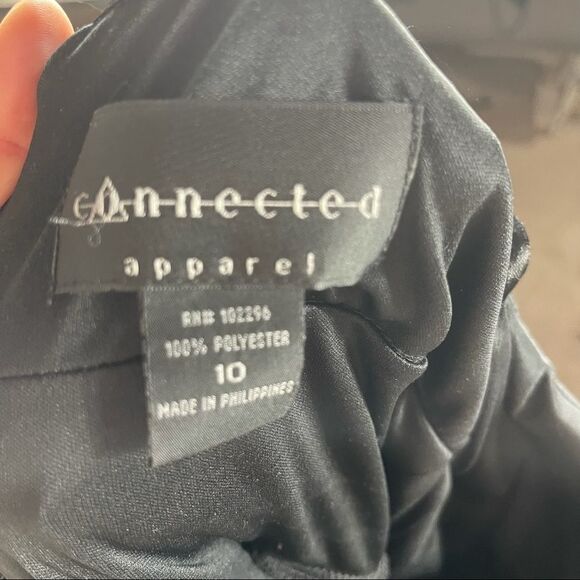 connected
apparel
RN# 102296
100% POLYESTER
10
MADE IN PHILIPPINES